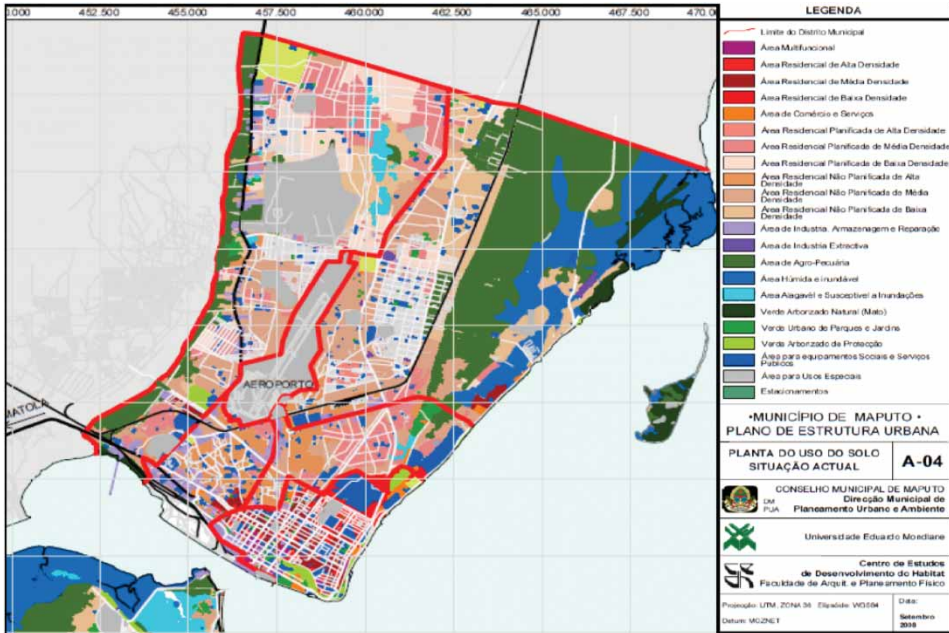 452.500 455.000 457.500 460.000 462.500 465.000 467.500
AEROPORTO
MATOLA
LEGENDA
Limite do Distrito Municipal
Área Multifuncional
Área Residencial de Alta Densidade
Área Residencial de Média Densidade
Área Residencial de Baixa Densidade
Área de Comércio e Serviços
Área Residencial Planificada de Alta Densidade
Área Residencial Planificada de Média Densidade
Área Residencial Planificada de Baixa Densidade
Área Residencial Não Planificada de Alta
Densidade
Área Residencial Não Planificada de Média
Densidade
Área Residencial Não Planificada de Baixa
Densidade
Área de Industria, Armazenagem e Reparação
Área de Industria Extractiva
Área de Agro-Pecuária
Área Húmida e inundável
Área Alagavél e Susceptivel a Inundações
Verde Arborizado Natural (Mato)
Verde Urbano de Parques e Jardins
Verde Arborizado de Protecção
Área para equipamentos Sociais e Serviços
Públicos
Área para Usos Especiais
Estacionamentos
•MUNICÍPIO DE MAPUTO •
PLANO DE ESTRUTURA URBANA
PLANTA DO USO DO SOLO
SITUAÇÃO ACTUAL
A-04
CONSELHO MUNICIPAL DE MAPUTO
DM
PUA
Direcção Municipal de
Planeamento Urbano e Ambiente
Universidade Eduardo Mondlane
Centro de Estudos
de Desenvolvimento do Habitat
Faculdade de Arquit. e Planeamento Físico
Projecção: UTM, ZONA 36 Elipsóide: WGS84
Datum: MOZNET
Data:
Setembro
2008